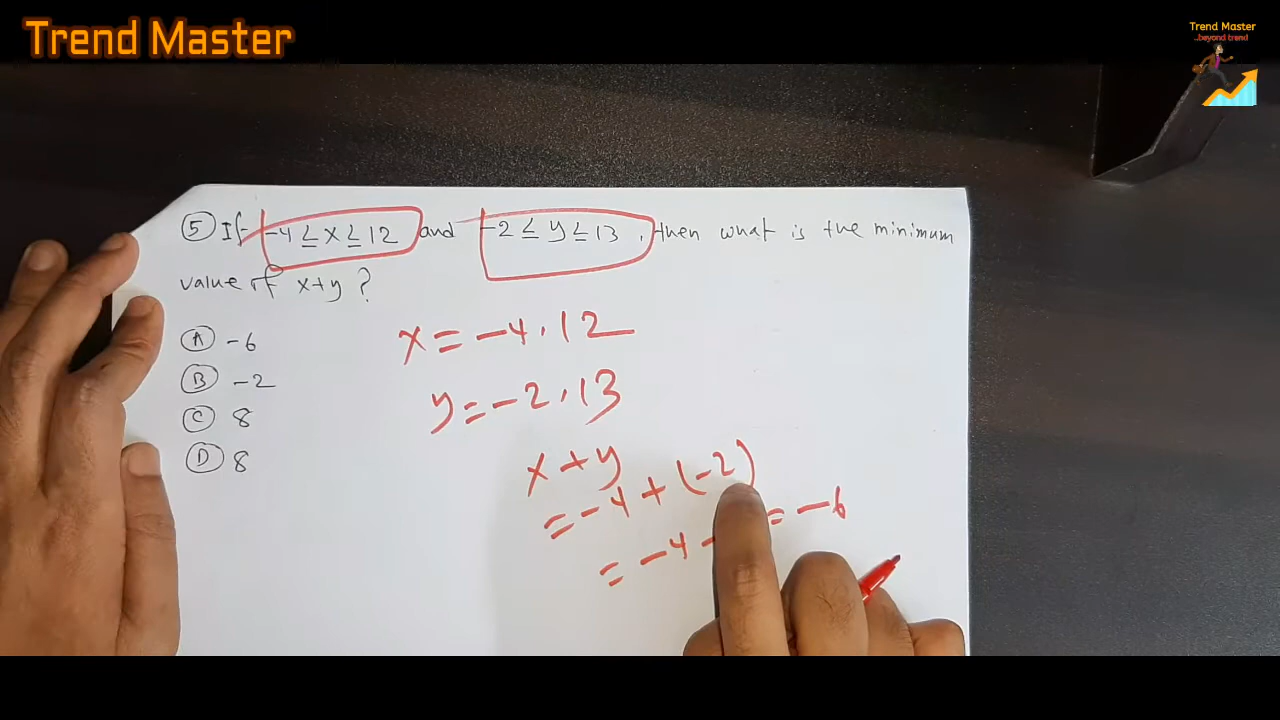 Trend Master
Trend Master
..beyond trend
5 If -4 ≤ x ≤ 12 and -2 ≤ y ≤ 13, then what is the minimum
value of x+y ?
A -6
B -2
C 8
D 8
x = -4, 12
y = -2, 13
x + y
= -4 + (-2)
= -4 - = -6